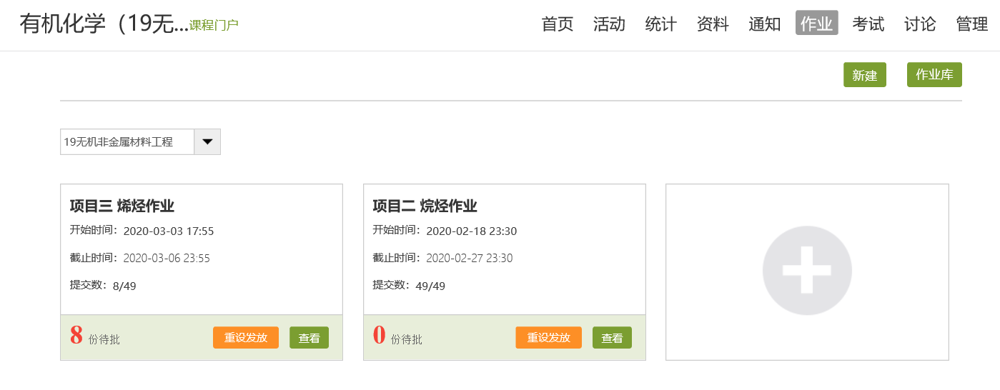 有机化学（19无...课程门户
首页 活动 统计 资料 通知 作业 考试 讨论 管理
新建 作业库
19无机非金属材料工程
项目三 烯烃作业
开始时间：2020-03-03 17:55
截止时间：2020-03-06 23:55
提交数：8/49
8 份待批 重设发放 查看
项目二 烷烃作业
开始时间：2020-02-18 23:30
截止时间：2020-02-27 23:30
提交数：49/49
0 份待批 重设发放 查看